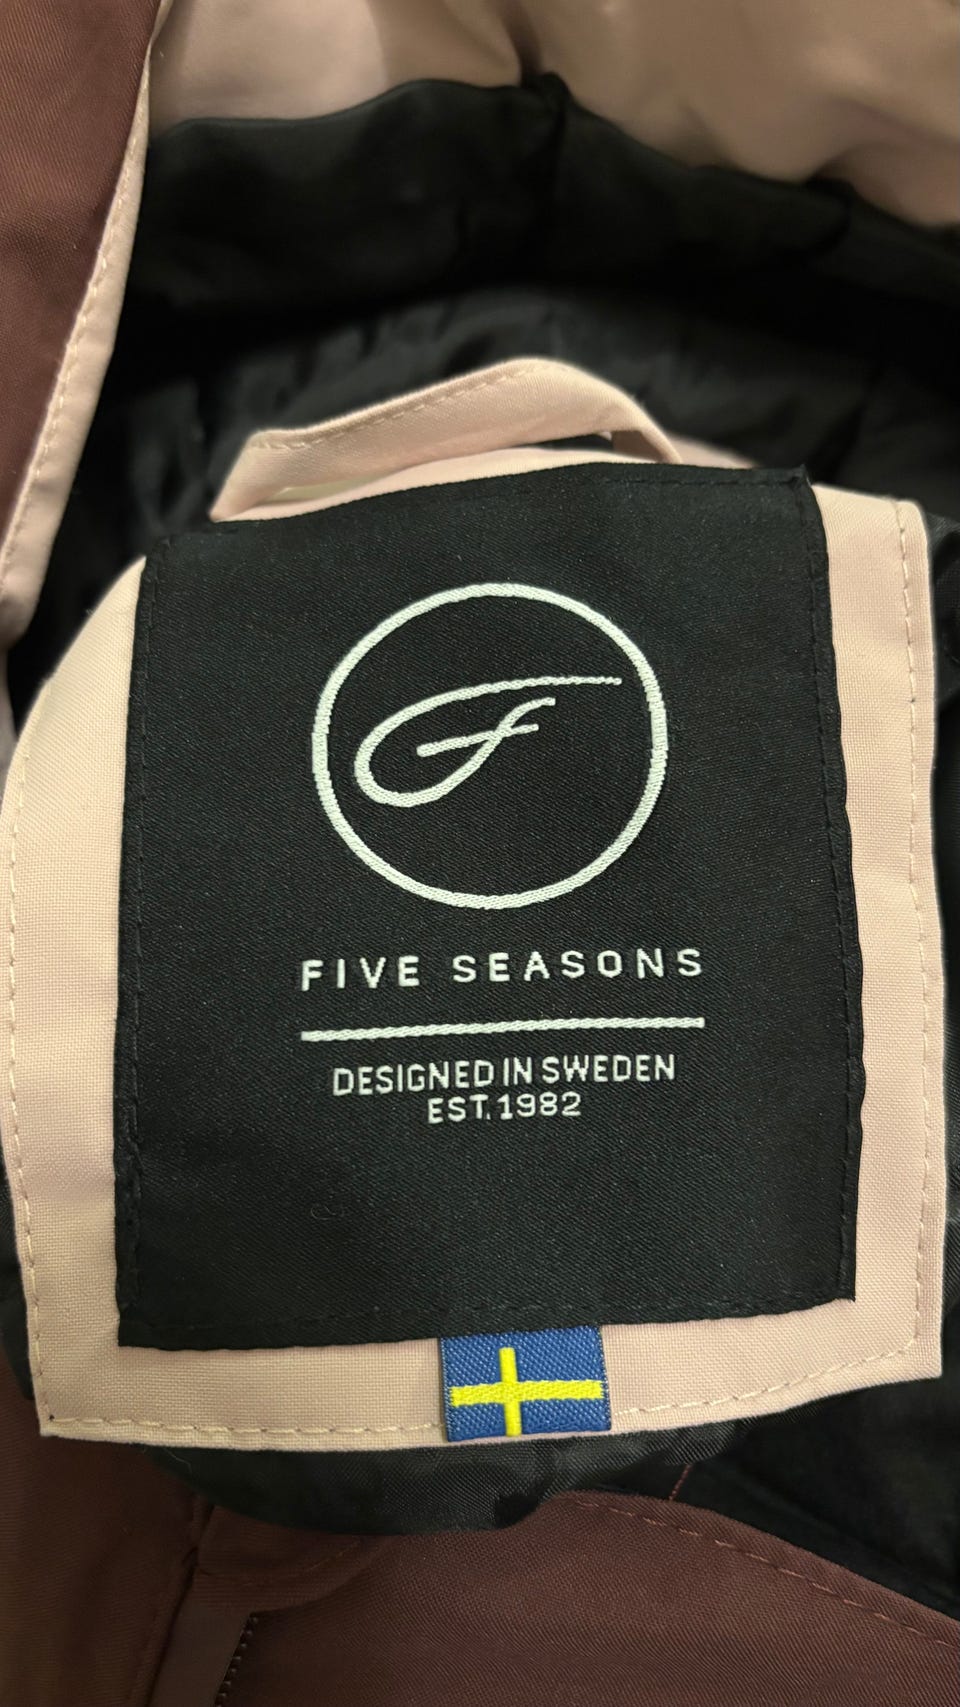 FIVE SEASONS
DESIGNED IN SWEDEN
EST. 1982